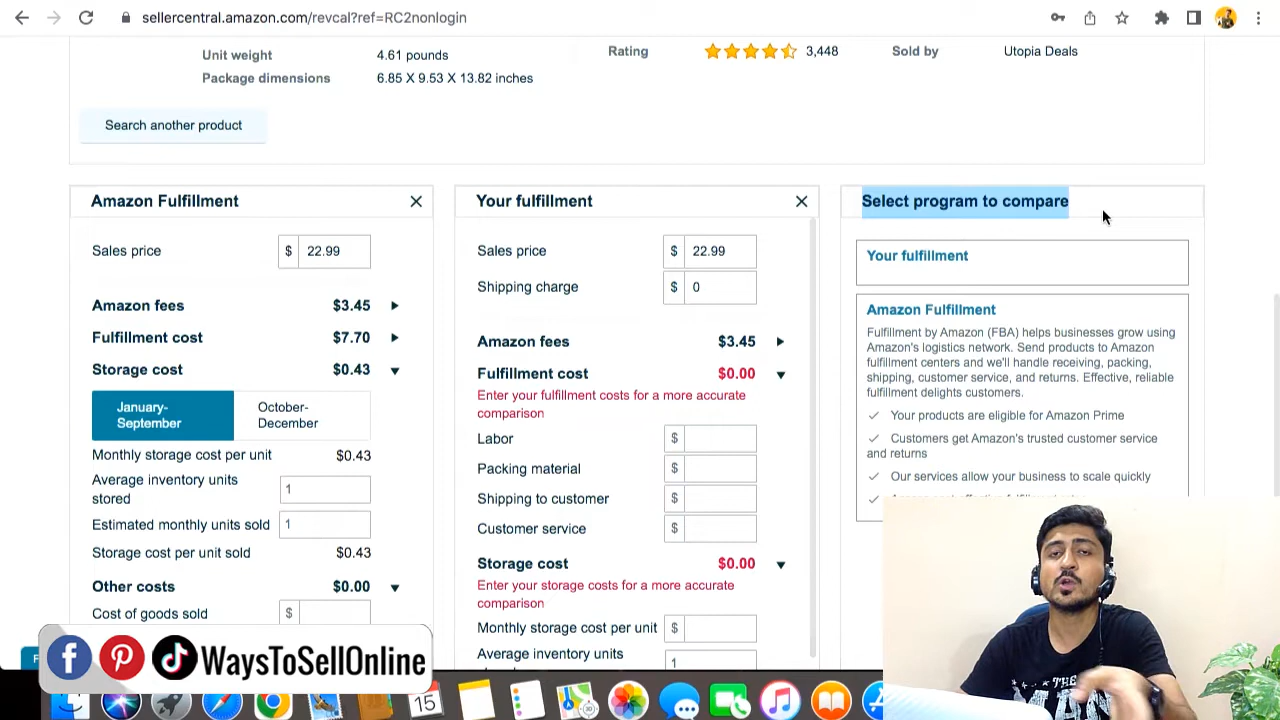 sellercentral.amazon.com/revcal?ref=RC2nonlogin
Unit weight 4.61 pounds
Package dimensions 6.85 X 9.53 X 13.82 inches
Rating 3,448
Sold by Utopia Deals
Search another product
Amazon Fulfillment
Sales price $ 22.99
Amazon fees $3.45
Fulfillment cost $7.70
Storage cost $0.43
January-
September
October-
December
Monthly storage cost per unit $0.43
Average inventory units
stored 1
Estimated monthly units sold 1
Storage cost per unit sold $0.43
Other costs $0.00
Cost of goods sold $
Your fulfillment
Sales price $ 22.99
Shipping charge $ 0
Amazon fees $3.45
Fulfillment cost $0.00
Enter your fulfillment costs for a more accurate
comparison
Labor $
Packing material $
Shipping to customer $
Customer service $
Storage cost $0.00
Enter your storage costs for a more accurate
comparison
Monthly storage cost per unit $
Average inventory units 1
Select program to compare
Your fulfillment
Amazon Fulfillment
Fulfillment by Amazon (FBA) helps businesses grow using
Amazon's logistics network. Send products to Amazon
fulfillment centers and we'll handle receiving, packing,
shipping, customer service, and returns. Effective, reliable
fulfillment delights customers.
Your products are eligible for Amazon Prime
Customers get Amazon's trusted customer service
and returns
Our services allow your business to scale quickly
WaysToSellOnline
15
THE